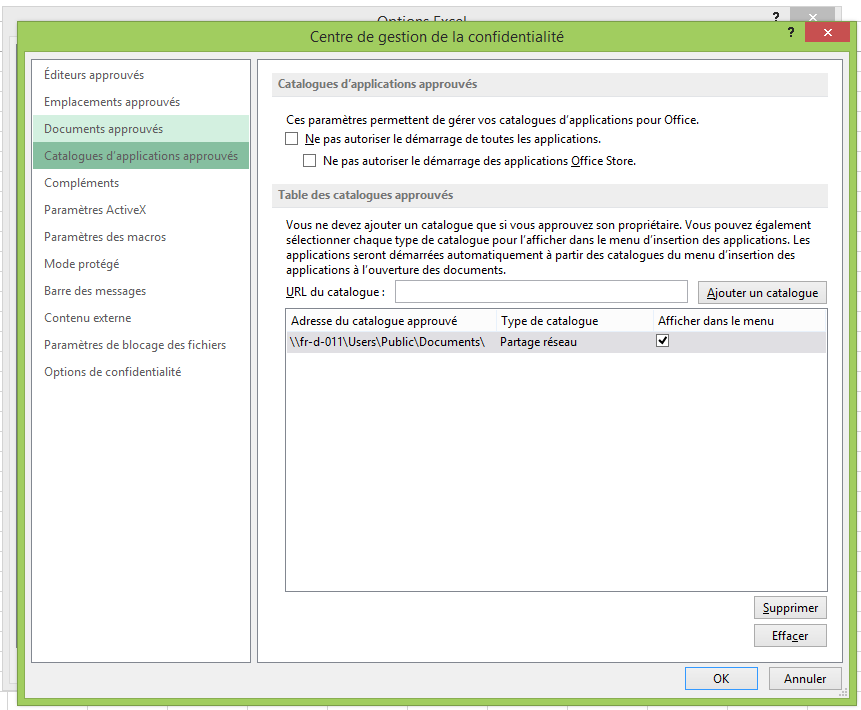 Options Excel
?
Centre de gestion de la confidentialité
?
Éditeurs approuvés
Emplacements approuvés
Documents approuvés
Catalogues d'applications approuvés
Compléments
Paramètres ActiveX
Paramètres des macros
Mode protégé
Barre des messages
Contenu externe
Paramètres de blocage des fichiers
Options de confidentialité
Catalogues d'applications approuvés
Ces paramètres permettent de gérer vos catalogues d'applications pour Office.
Ne pas autoriser le démarrage de toutes les applications.
Ne pas autoriser le démarrage des applications Office Store.
Table des catalogues approuvés
Vous ne devez ajouter un catalogue que si vous approuvez son propriétaire. Vous pouvez également
sélectionner chaque type de catalogue pour l'afficher dans le menu d'insertion des applications. Les
applications seront démarrées automatiquement à partir des catalogues du menu d'insertion des
applications à l'ouverture des documents.
URL du catalogue :
Ajouter un catalogue
Adresse du catalogue approuvé Type de catalogue Afficher dans le menu
\\fr-d-011\Users\Public\Documents\ Partage réseau
Supprimer
Effacer
OK Annuler